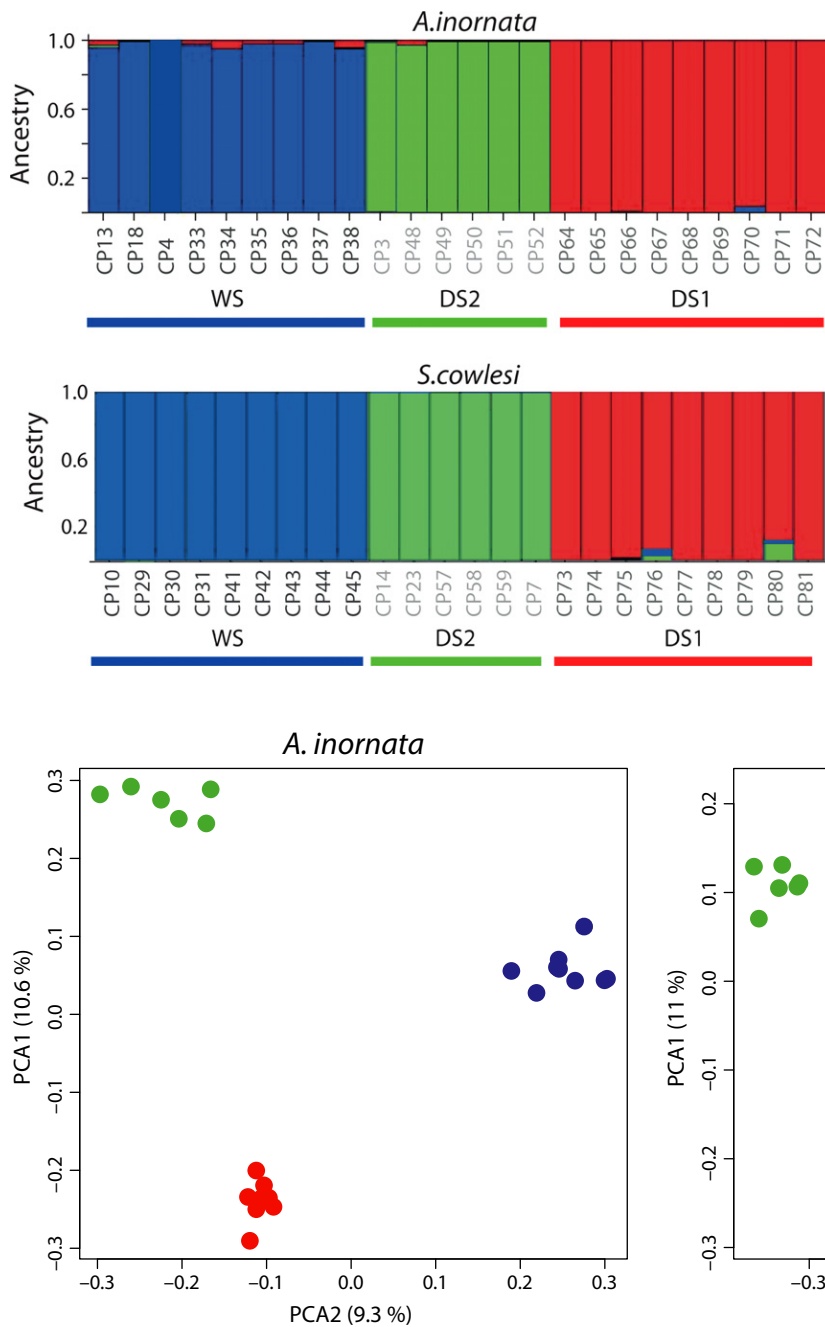 A.inornata
Ancestry
1.0
0.6
0.2
CP13 CP18 CP4 CP33 CP34 CP35 CP36 CP37 CP38 CP3 CP48 CP49 CP50 CP51 CP52 CP64 CP65 CP66 CP67 CP68 CP69 CP70 CP71 CP72
WS DS2 DS1
S.cowlesi
Ancestry
1.0
0.6
0.2
CP10 CP29 CP30 CP31 CP41 CP42 CP43 CP44 CP45 CP14 CP23 CP57 CP58 CP59 CP7 CP73 CP74 CP75 CP76 CP77 CP78 CP79 CP80 CP81
WS DS2 DS1
A. inornata
PCA1 (10.6 %)
0.3
0.2
0.1
0.0
−0.1
−0.2
−0.3
−0.3 −0.2 −0.1 0.0 0.1 0.2 0.3
PCA2 (9.3 %)
PCA1 (11 %)
0.2
0.1
0.0
−0.1
−0.2
−0.3
−0.3